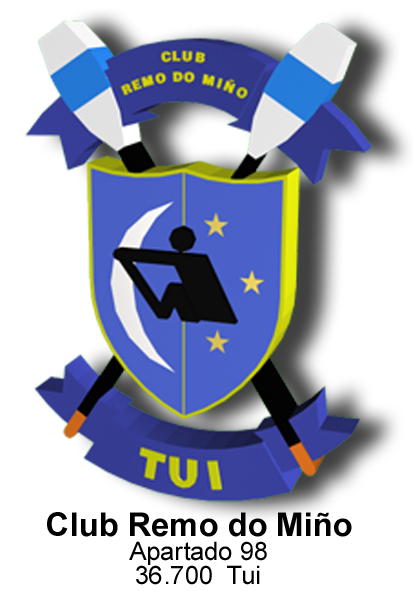 CLUB
REMO DO MIÑO
TUI
Club Remo do Miño
Apartado 98
36.700 Tui